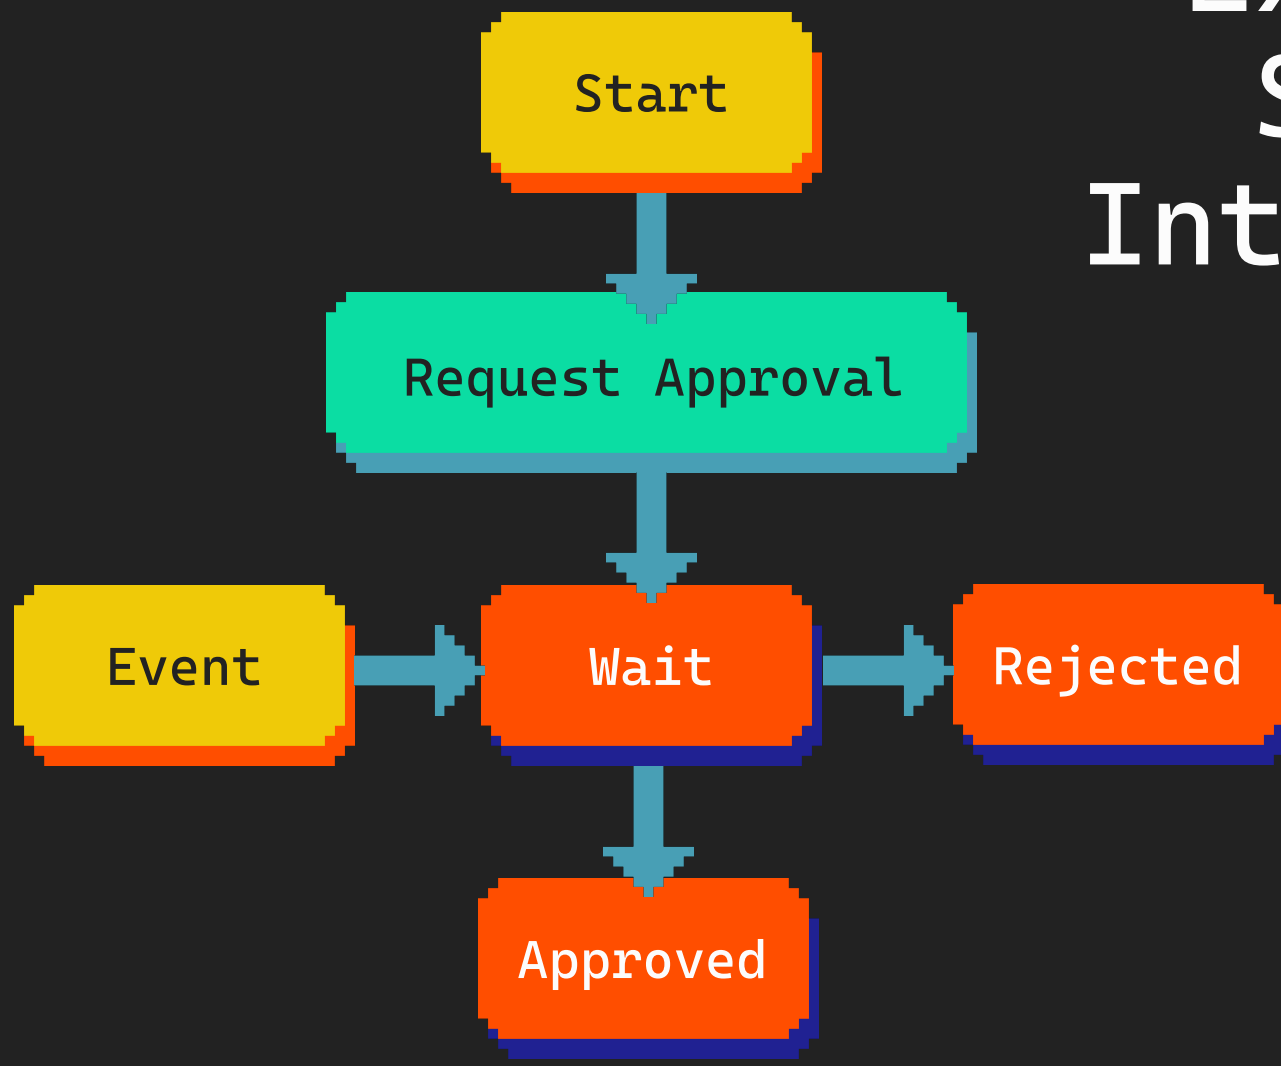 Start
Int
Request Approval
Event
Wait
Rejected
Approved